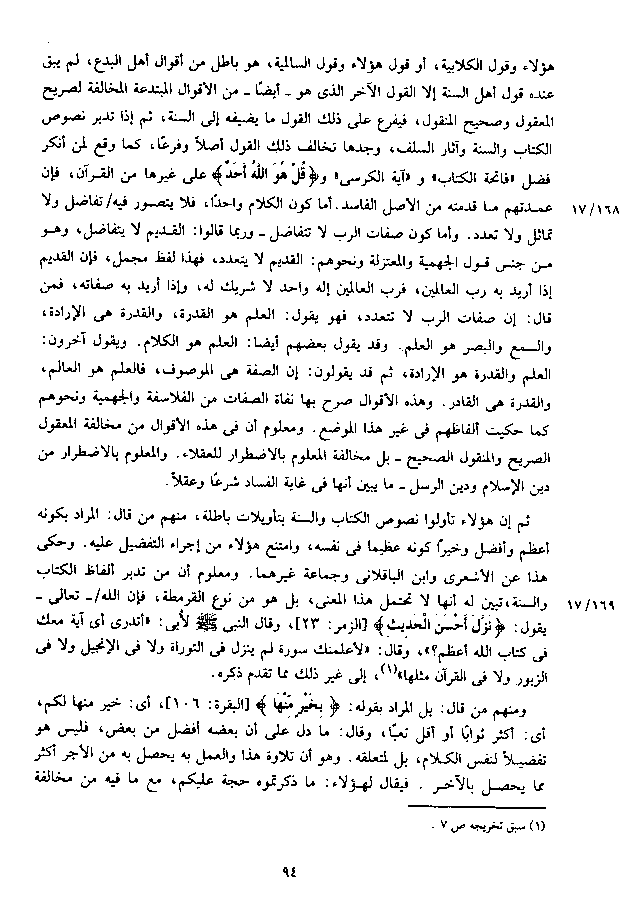 هؤلاء وقول الكلابية، أو قول هؤلاء وقول السالمية، هو باطل من أقوال أهل البدع، لم يبق
عنده قول أهل السنة إلا القول الآخر الذى هو ـ أيضًا ـ من الأقوال المبتدعة المخالفة لصريح
المعقول وصحيح المنقول، فيفرع على ذلك القول ما يضيفه إلى السنة، ثم إذا تدبر نصوص
الكتاب والسنة وآثار السلف، وجدها تخالف ذلك القول أصلاً وفرعًا، كما وقع لمن أنكر
فضل «فاتحة الكتاب» و «آية الكرسى» و﴿قُلْ هُوَ اللَّهُ أَحَدٌ﴾ على غيرها من القرآن، فإن
١٧/١٦٨ عمدتهم ما قدمته من الأصل الفاسد. أما كون الكلام واحدًا، فلا يتصور فيه/ تفاضل ولا
تماثل ولا تعدد. وأما كون صفات الرب لا تتفاضل ـ وربما قالوا: القديم لا يتفاضل، وهو
من جنس قول الجهمية والمعتزلة ونحوهم: القديم لا يتعدد، فهذا لفظ مجمل، فإن القديم
إذا أريد به رب العالمين، فرب العالمين إله واحد لا شريك له، وإذا أريد به صفاته، فمن
قال: إن صفات الرب لا تتعدد، فهو يقول: العلم هو القدرة، والقدرة هى الإرادة،
والسمع والبصر هو العلم. وقد يقول بعضهم أيضا: العلم هو الكلام. ويقول آخرون:
العلم والقدرة هو الإرادة، ثم قد يقولون: إن الصفة هى الموصوف، فالعلم هو العالم،
والقدرة هى القادر. وهذه الأقوال صرح بها نفاة الصفات من الفلاسفة والجهمية ونحوهم
كما حكيت ألفاظهم فى غير هذا الموضع. ومعلوم أن فى هذه الأقوال من مخالفة المعقول
الصريح والمنقول الصحيح ـ بل مخالفة المعلوم بالاضطرار للعقلاء. والمعلوم بالاضطرار من
دين الإسلام ودين الرسل ـ ما يبين أنها فى غاية الفساد شرعًا وعقلاً.
ثم إن هؤلاء تأولوا نصوص الكتاب والسنة بتأويلات باطلة، منهم من قال: المراد بكونه
أعظم وأفضل وخيرًا كونه عظيما فى نفسه، وامتنع هؤلاء من إجراء التفضيل عليه. وحكى
هذا عن الأشعرى وابن الباقلانى وجماعة غيرهما. ومعلوم أن من تدبر ألفاظ الكتاب
١٧/١٦٩ والسنة، تبين له أنها لا تحتمل هذا المعنى، بل هو من نوع القرمطة، فإن الله/ ـ تعالى ـ
يقول: ﴿نَزَّلَ أَحْسَنَ الْحَدِيثِ﴾ [الزمر: ٢٣]، وقال النبى ﷺ لأبى: «أتدرى أى آية معك
فى كتاب الله أعظم؟»، وقال: «لأعلمنك سورة لم ينزل فى التوراة ولا فى الإنجيل ولا فى
الزبور ولا فى القرآن مثلها»(١)، إلى غير ذلك مما تقدم ذكره.
ومنهم من قال: بل المراد بقوله: ﴿بِخَيْرٍ مِّنْهَا﴾ [البقرة: ١٠٦]، أى: خير منها لكم،
أى: أكثر ثوابًا أو أقل تعبًا، وقال: ما دل على أن بعضه أفضل من بعض، فليس هو
تفضيلاً لنفس الكلام، بل لمتعلقه. وهو أن تلاوة هذا والعمل به يحصل به من الأجر أكثر
مما يحصل بالآخر. فيقال لهؤلاء: ما ذكرتموه حجة عليكم، مع ما فيه من مخالفة
(١) سبق تخريجه ص ٧ .
٩٤